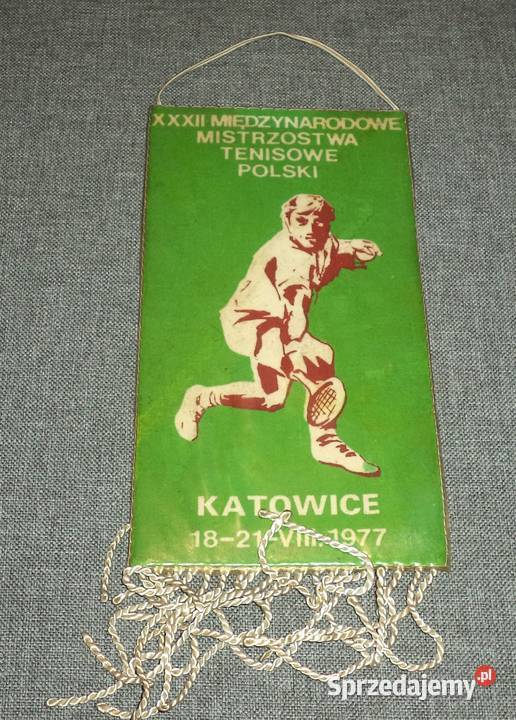 XXXII MIĘDZYNARODOWE
MISTRZOSTWA
TENISOWE
POLSKI
KATOWICE
18-21 VIII. 1977
Sprzedajemy.pl